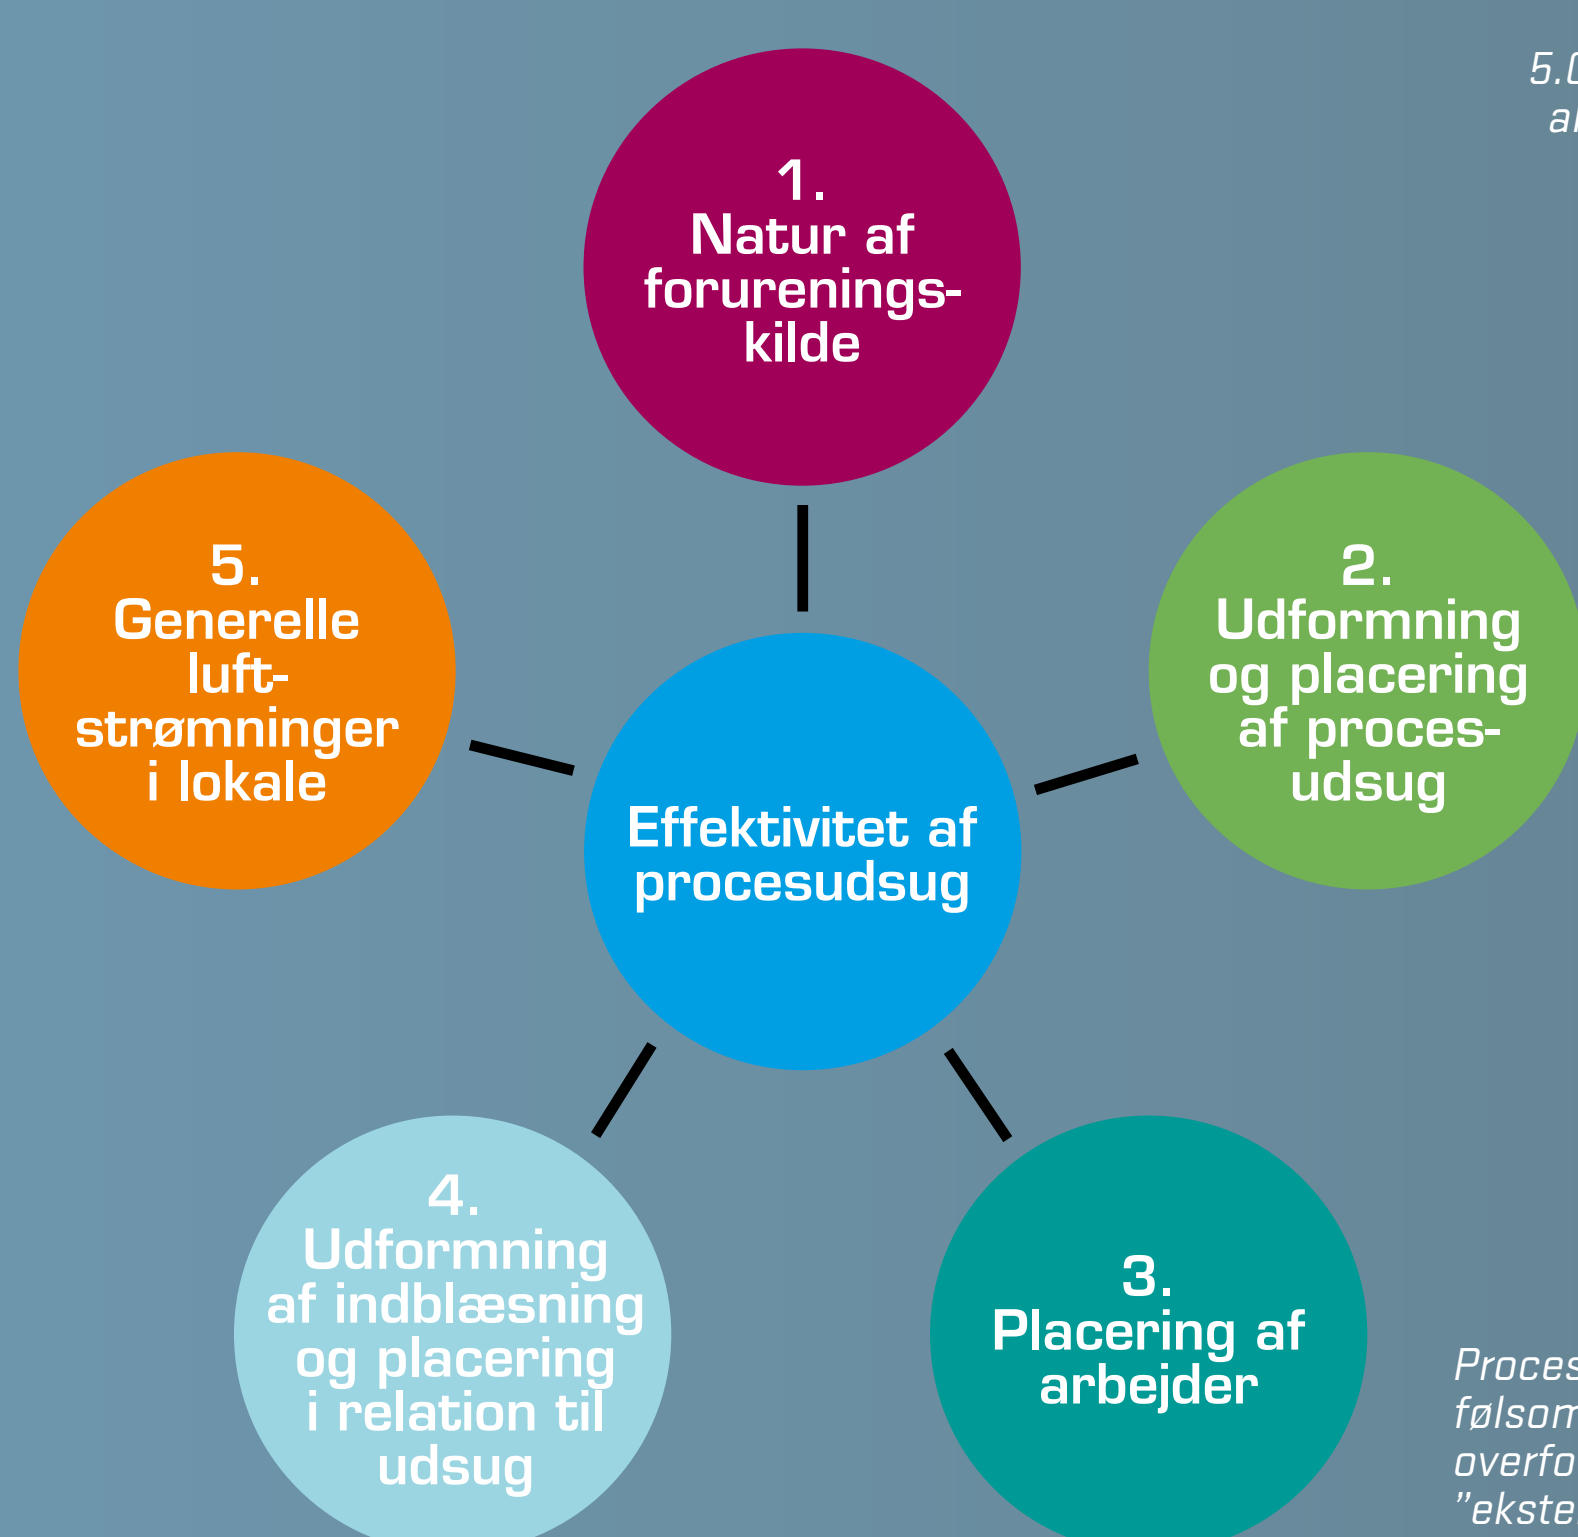 1.
Natur af
forurenings-
kilde
2.
Udformning
og placering
af proces-
udsug
3.
Placering af
arbejder
4.
Udformning
af indblæsning
og placering
i relation til
udsug
5.
Generelle
luft-
strømninger
i lokale
Effektivitet af
procesudsug